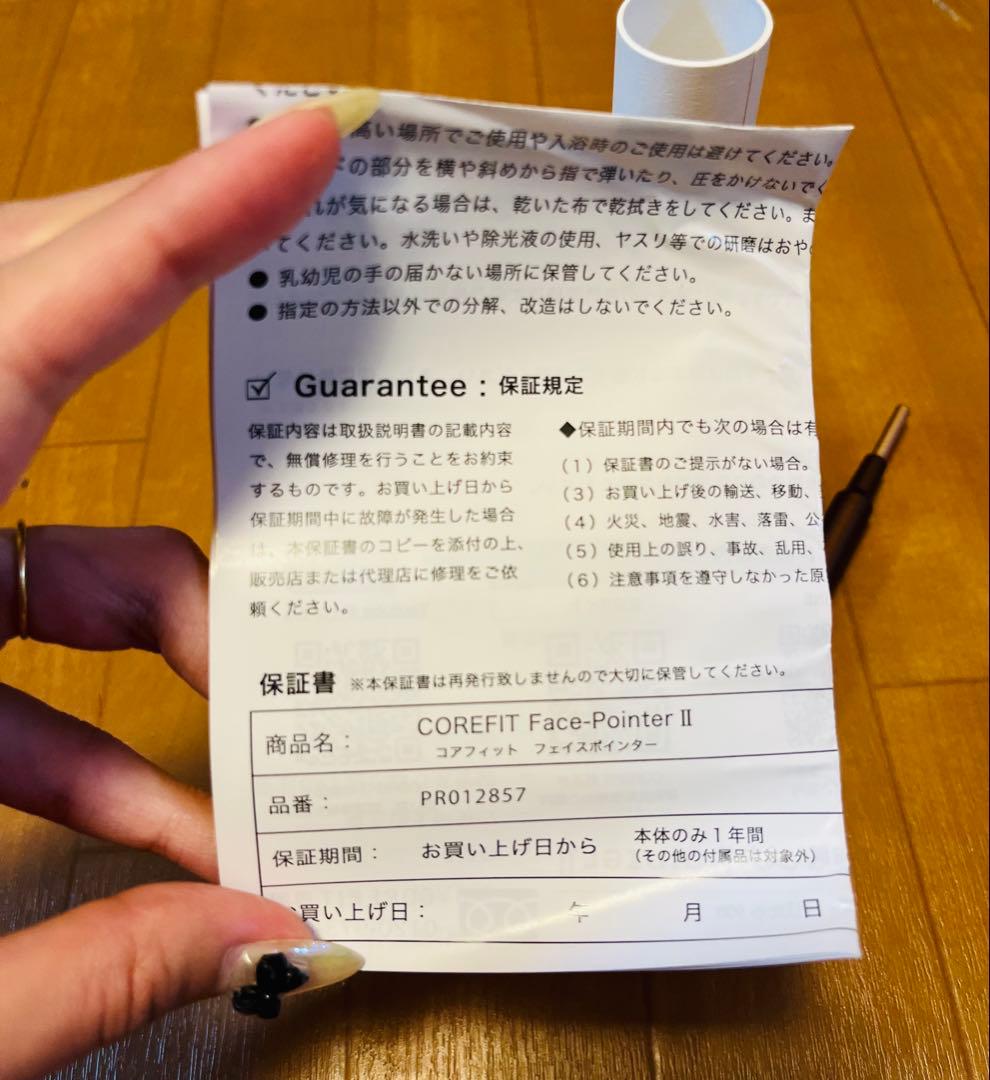 高い場所でご使用や入浴時のご使用は避けてください。
の部分を横や斜めから指で弾いたり、圧をかけないでく
れが気になる場合は、乾いた布で乾拭きをしてください。ま
てください。水洗いや除光液の使用、ヤスリ等での研磨はおや
● 乳幼児の手の届かない場所に保管してください。
● 指定の方法以外での分解、改造はしないでください。
Guarantee : 保証規定
保証内容は取扱説明書の記載内容
で、無償修理を行うことをお約束
するものです。お買い上げ日から
保証期間中に故障が発生した場合
は、本保証書のコピーを添付の上、
販売店または代理店に修理をご依
頼ください。
◆保証期間内でも次の場合は有
(1) 保証書のご提示がない場合。
(3) お買い上げ後の輸送、移動、
(4) 火災、地震、水害、落雷、公
(5) 使用上の誤り、事故、乱用、
(6) 注意事項を遵守しなかった原
保証書 ※本保証書は再発行致しませんので大切に保管してください。
商品名: COREFIT Face-Pointer II
コアフィット フェイスポインター
品番: PR012857
保証期間: お買い上げ日から 本体のみ1年間
(その他の付属品は対象外)
買い上げ日: 年 月 日